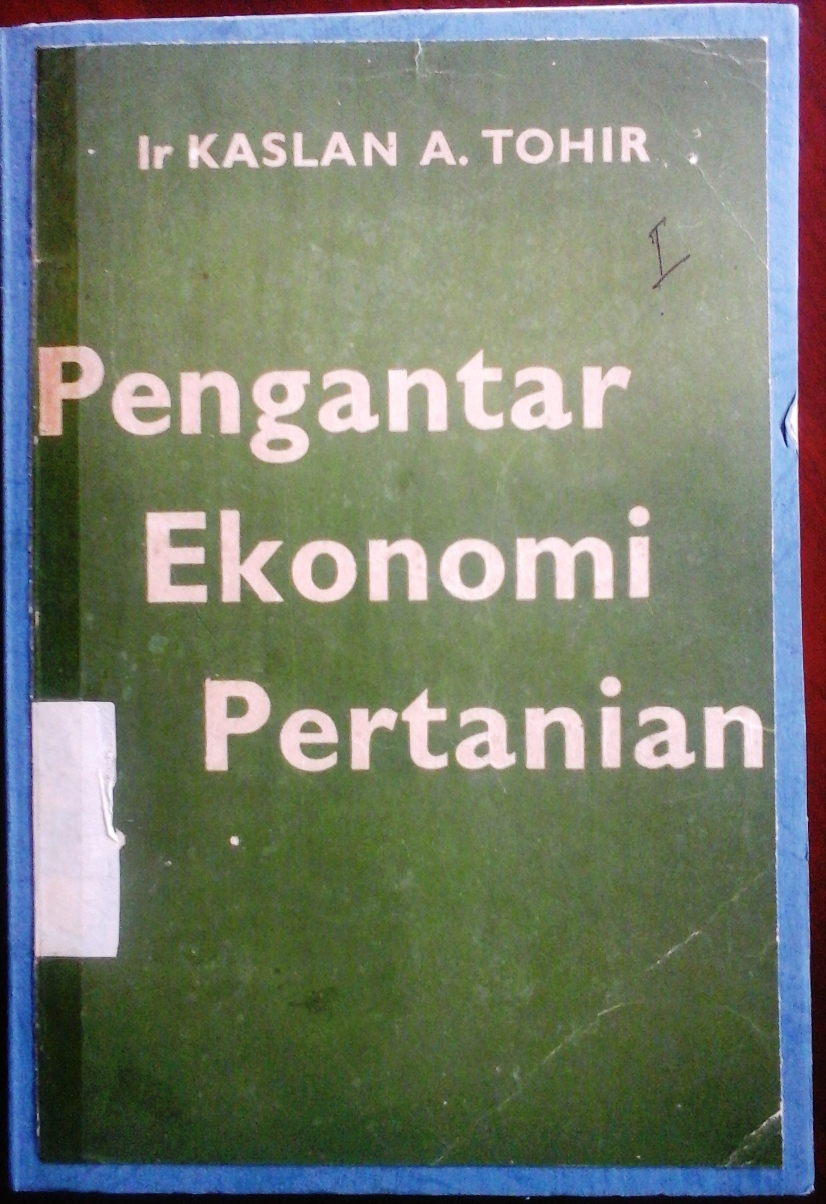 Ir KASLAN A. TOHIR
I
Pengantar
Ekonomi
Pertanian